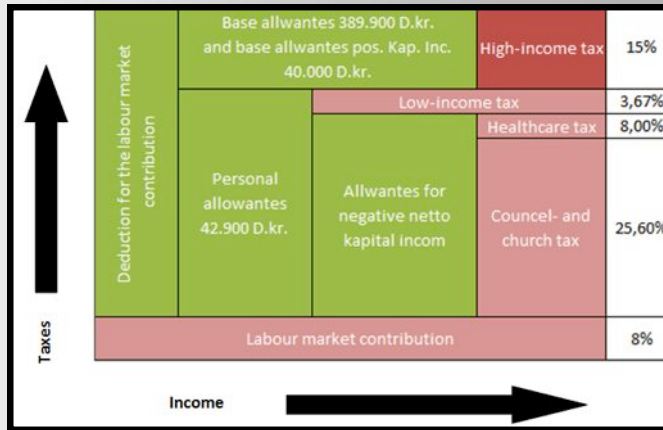 Base allwantes 389.900 D.kr.
and base allwantes pos. Kap. Inc.
40.000 D.kr.
High-income tax
15%
Low-income tax
3,67%
Healthcare tax
8,00%
Deduction for the labour market
contribution
Personal
allowantes
42.900 D.kr.
Allwantes for
negative netto
kapital incom
Councel- and
church tax
25,60%
Labour market contribution
8%
Taxes
Income